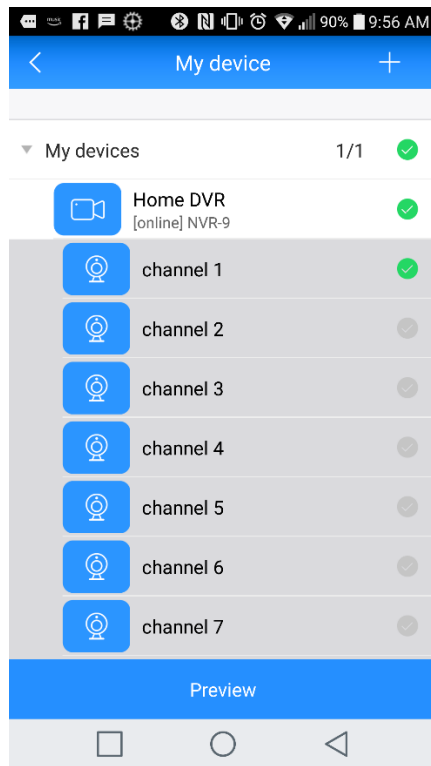 music 90% 9:56 AM
My device
My devices 1/1
Home DVR
[online] NVR-9
channel 1
channel 2
channel 3
channel 4
channel 5
channel 6
channel 7
Preview